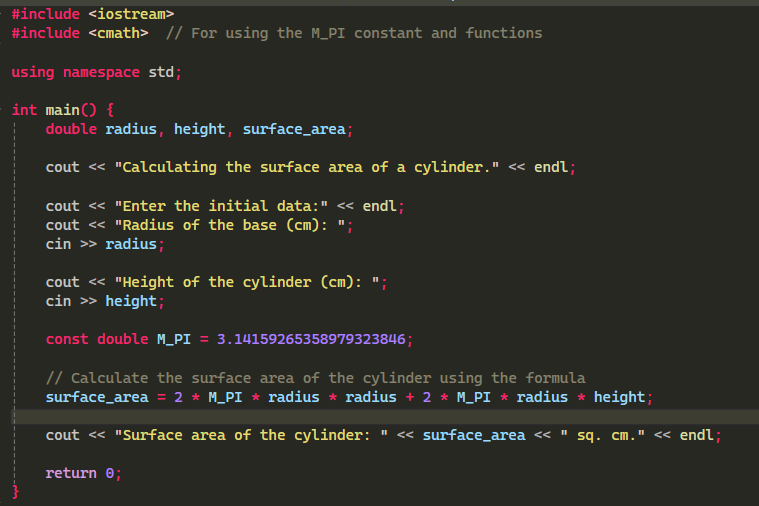 #include <iostream>
#include <cmath>  // For using the M_PI constant and functions
using namespace std;
int main() {
    double radius, height, surface_area;
    cout << "Calculating the surface area of a cylinder." << endl;
    cout << "Enter the initial data:" << endl;
    cout << "Radius of the base (cm): ";
    cin >> radius;
    cout << "Height of the cylinder (cm): ";
    cin >> height;
    const double M_PI = 3.14159265358979323846;
    // Calculate the surface area of the cylinder using the formula
    surface_area = 2 * M_PI * radius * radius + 2 * M_PI * radius * height;
    cout << "Surface area of the cylinder: " << surface_area << " sq. cm." << endl;
    return 0;
}